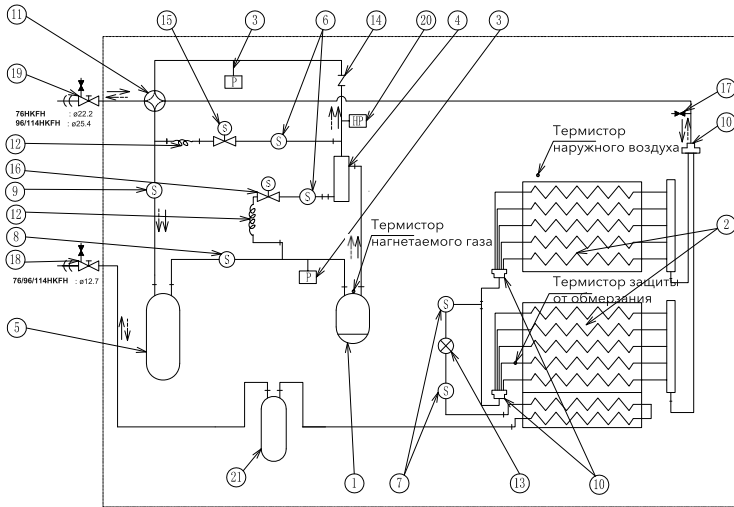 11
15
3
6
14
20
4
3
P
19
S
HP
17
10
76HKFH : ø22.2
96/114HKFH : ø25.4
S
Термистор
наружного воздуха
12
16
S
9
S
S
12
8
S
Термистор
нагнетаемого газа
2
18
P
76/96/114HKFH : ø12.7
Термистор защиты
от обмерзания
5
S
S
21
1
7
13
10